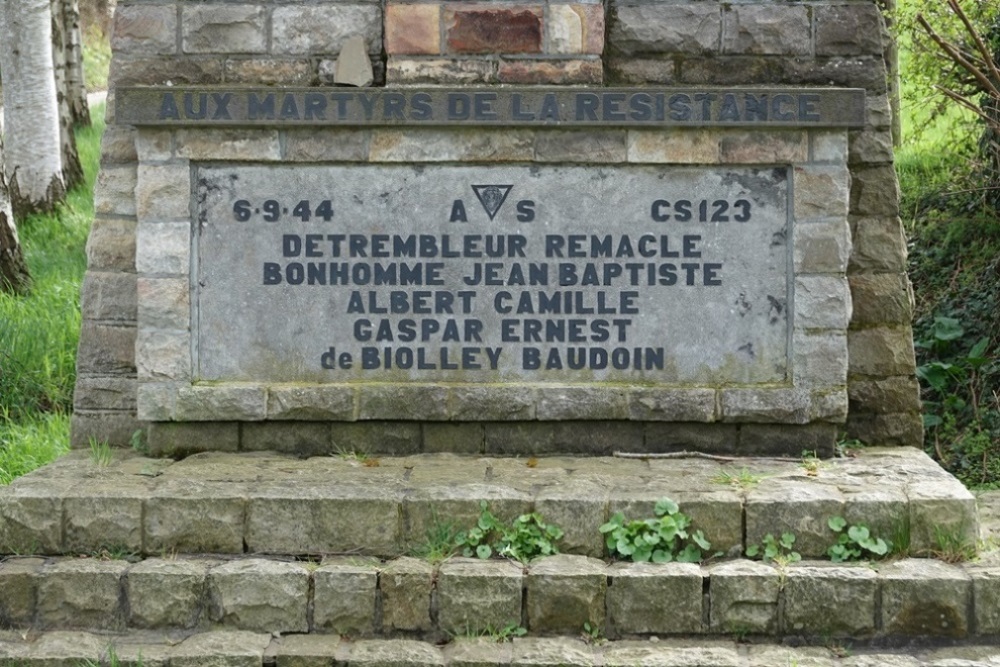 AUX MARTYRS DE LA RESISTANCE
6·9·44 A S CS123
DETREMBLEUR REMACLE
BONHOMME JEAN BAPTISTE
ALBERT CAMILLE
GASPAR ERNEST
de BIOLLEY BAUDOIN